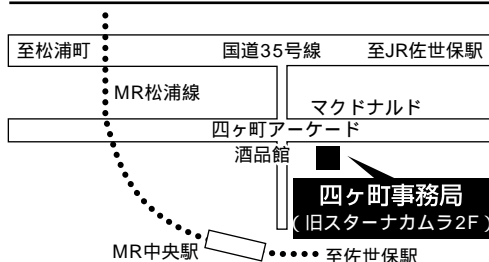 至松浦町
国道35号線
至JR佐世保駅
MR松浦線
マクドナルド
四ヶ町アーケード
酒品館
四ヶ町事務局
(旧スターナカムラ2F)
MR中央駅
至佐世保駅